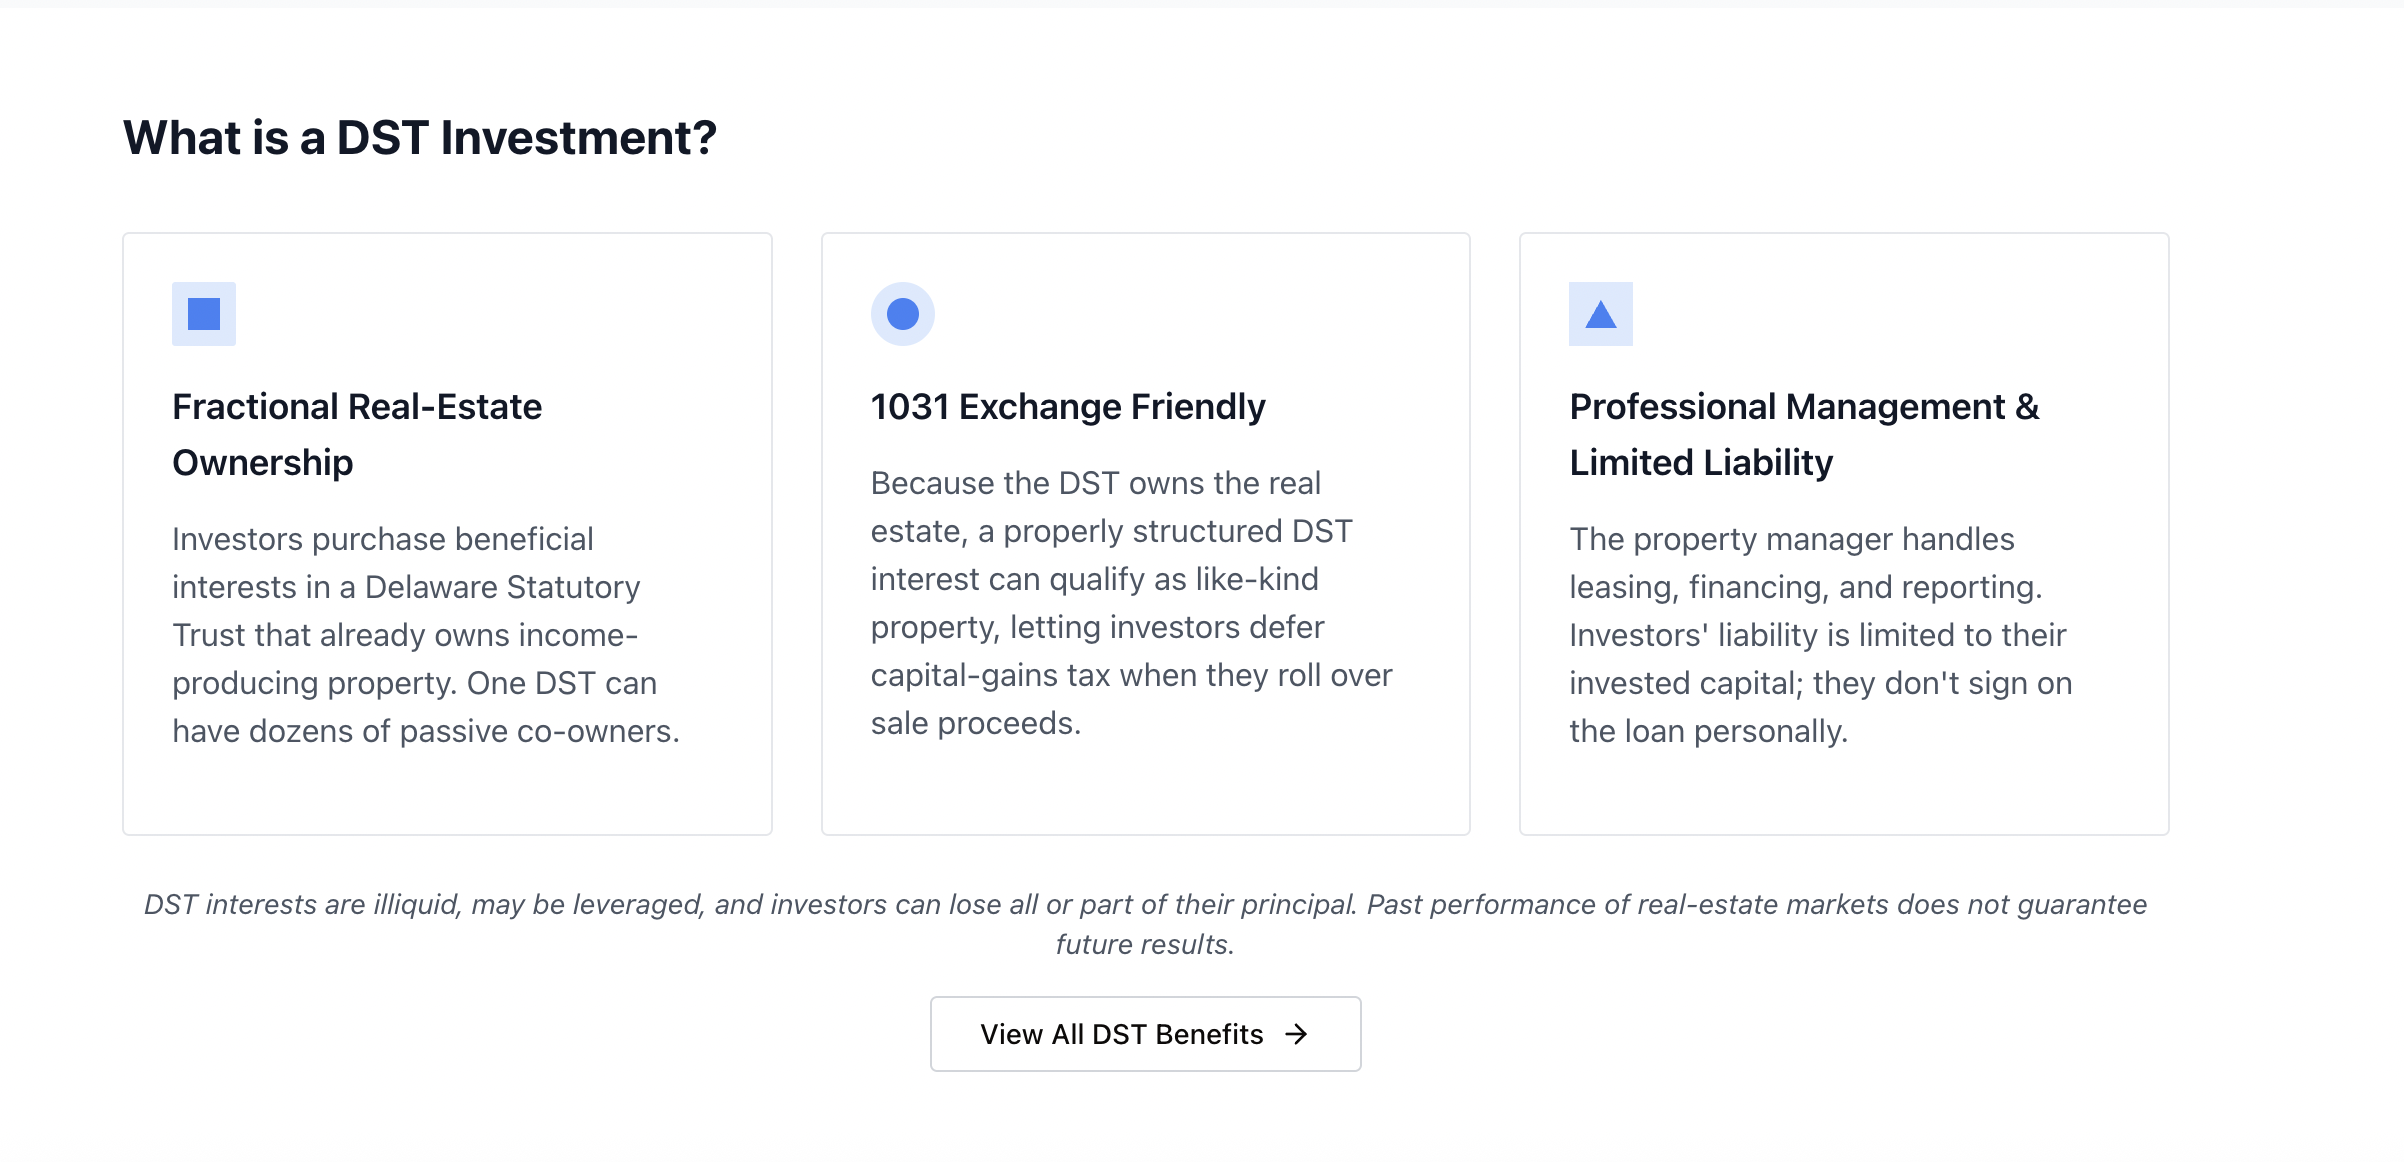 What is a DST Investment?
Fractional Real-Estate
Ownership
Investors purchase beneficial
interests in a Delaware Statutory
Trust that already owns income-
producing property. One DST can
have dozens of passive co-owners.
1031 Exchange Friendly
Because the DST owns the real
estate, a properly structured DST
interest can qualify as like-kind
property, letting investors defer
capital-gains tax when they roll over
sale proceeds.
Professional Management &
Limited Liability
The property manager handles
leasing, financing, and reporting.
Investors' liability is limited to their
invested capital; they don't sign on
the loan personally.
DST interests are illiquid, may be leveraged, and investors can lose all or part of their principal. Past performance of real-estate markets does not guarantee
future results.
View All DST Benefits →